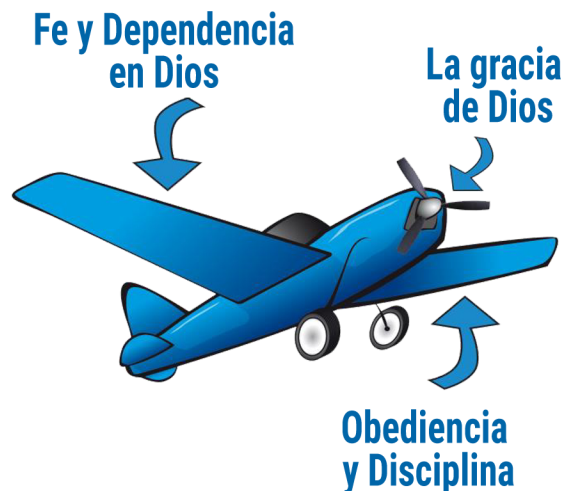 Fe y Dependencia
en Dios
La gracia
de Dios
Obediencia
y Disciplina